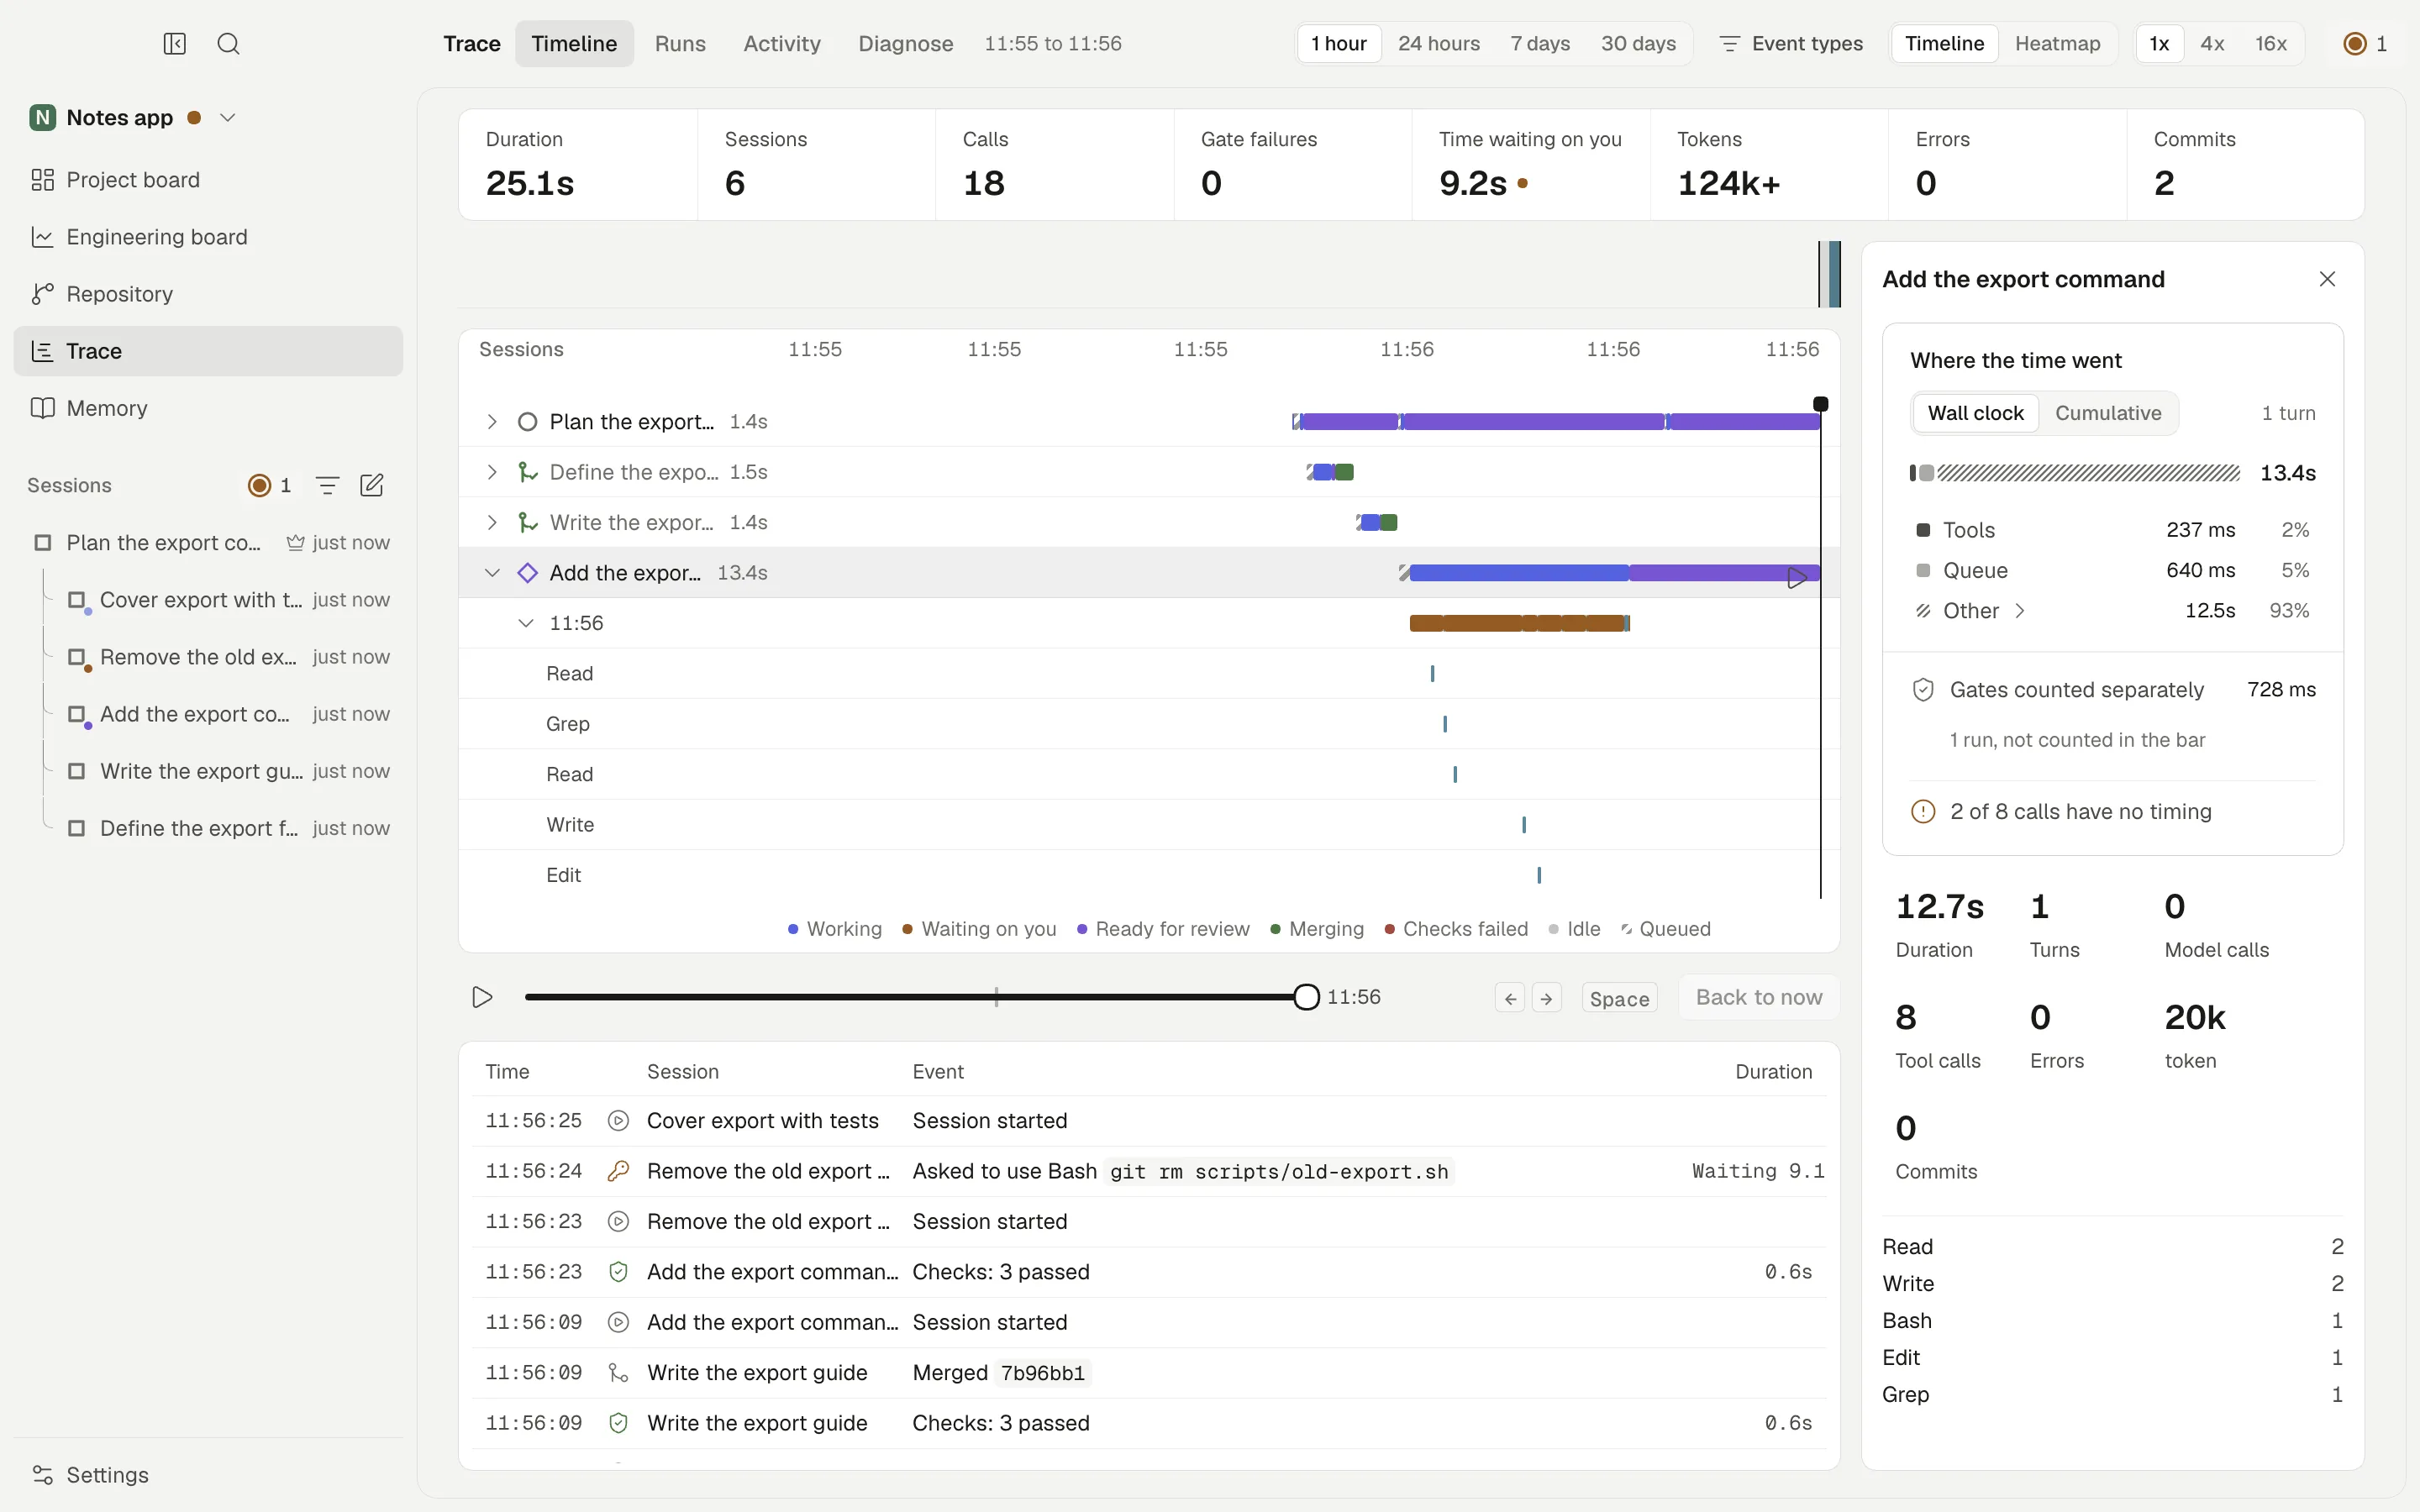 Trace
Timeline
Runs
Activity
Diagnose
11:55 to 11:56
1 hour
24 hours
7 days
30 days
Event types
Timeline
Heatmap
1x
4x
16x
1
N
Notes app
Project board
Engineering board
Repository
Trace
Memory
Sessions
1
Plan the export co...
just now
Cover export with t...
just now
Remove the old ex...
just now
Add the export co...
just now
Write the export gu...
just now
Define the export f...
just now
Settings
Duration
25.1s
Sessions
6
Calls
18
Gate failures
0
Time waiting on you
9.2s
Tokens
124k+
Errors
0
Commits
2
Sessions
11:55
11:55
11:55
11:56
11:56
11:56
Plan the export...
1.4s
Define the expo...
1.5s
Write the expor...
1.4s
Add the expor...
13.4s
11:56
Read
Grep
Read
Write
Edit
Working
Waiting on you
Ready for review
Merging
Checks failed
Idle
Queued
11:56
Space
Back to now
Time
Session
Event
Duration
11:56:25
Cover export with tests
Session started
11:56:24
Remove the old export ...
Asked to use Bash git rm scripts/old-export.sh
Waiting 9.1
11:56:23
Remove the old export ...
Session started
11:56:23
Add the export comman...
Checks: 3 passed
0.6s
11:56:09
Add the export comman...
Session started
11:56:09
Write the export guide
Merged 7b96bb1
11:56:09
Write the export guide
Checks: 3 passed
0.6s
Add the export command
Where the time went
Wall clock
Cumulative
1 turn
13.4s
Tools
237 ms
2%
Queue
640 ms
5%
Other
12.5s
93%
Gates counted separately
728 ms
1 run, not counted in the bar
2 of 8 calls have no timing
12.7s
Duration
1
Turns
0
Model calls
8
Tool calls
0
Errors
20k
token
0
Commits
Read
2
Write
2
Bash
1
Edit
1
Grep
1